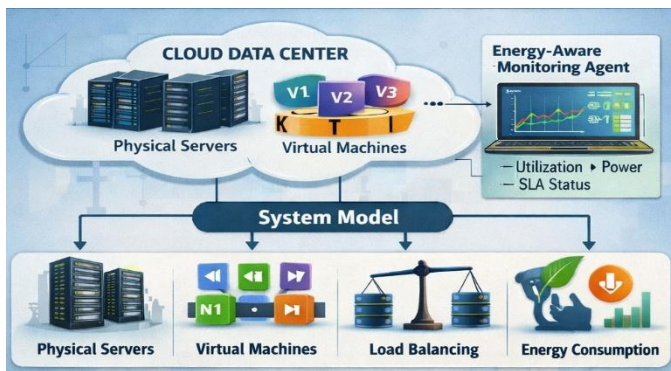 CLOUD DATA CENTER
Physical Servers
V1 V2 V3
K T I
Virtual Machines
Energy-Aware
Monitoring Agent
Utilization ▸ Power
SLA Status
System Model
Physical Servers
N1
Virtual Machines
Load Balancing
Energy Consumption